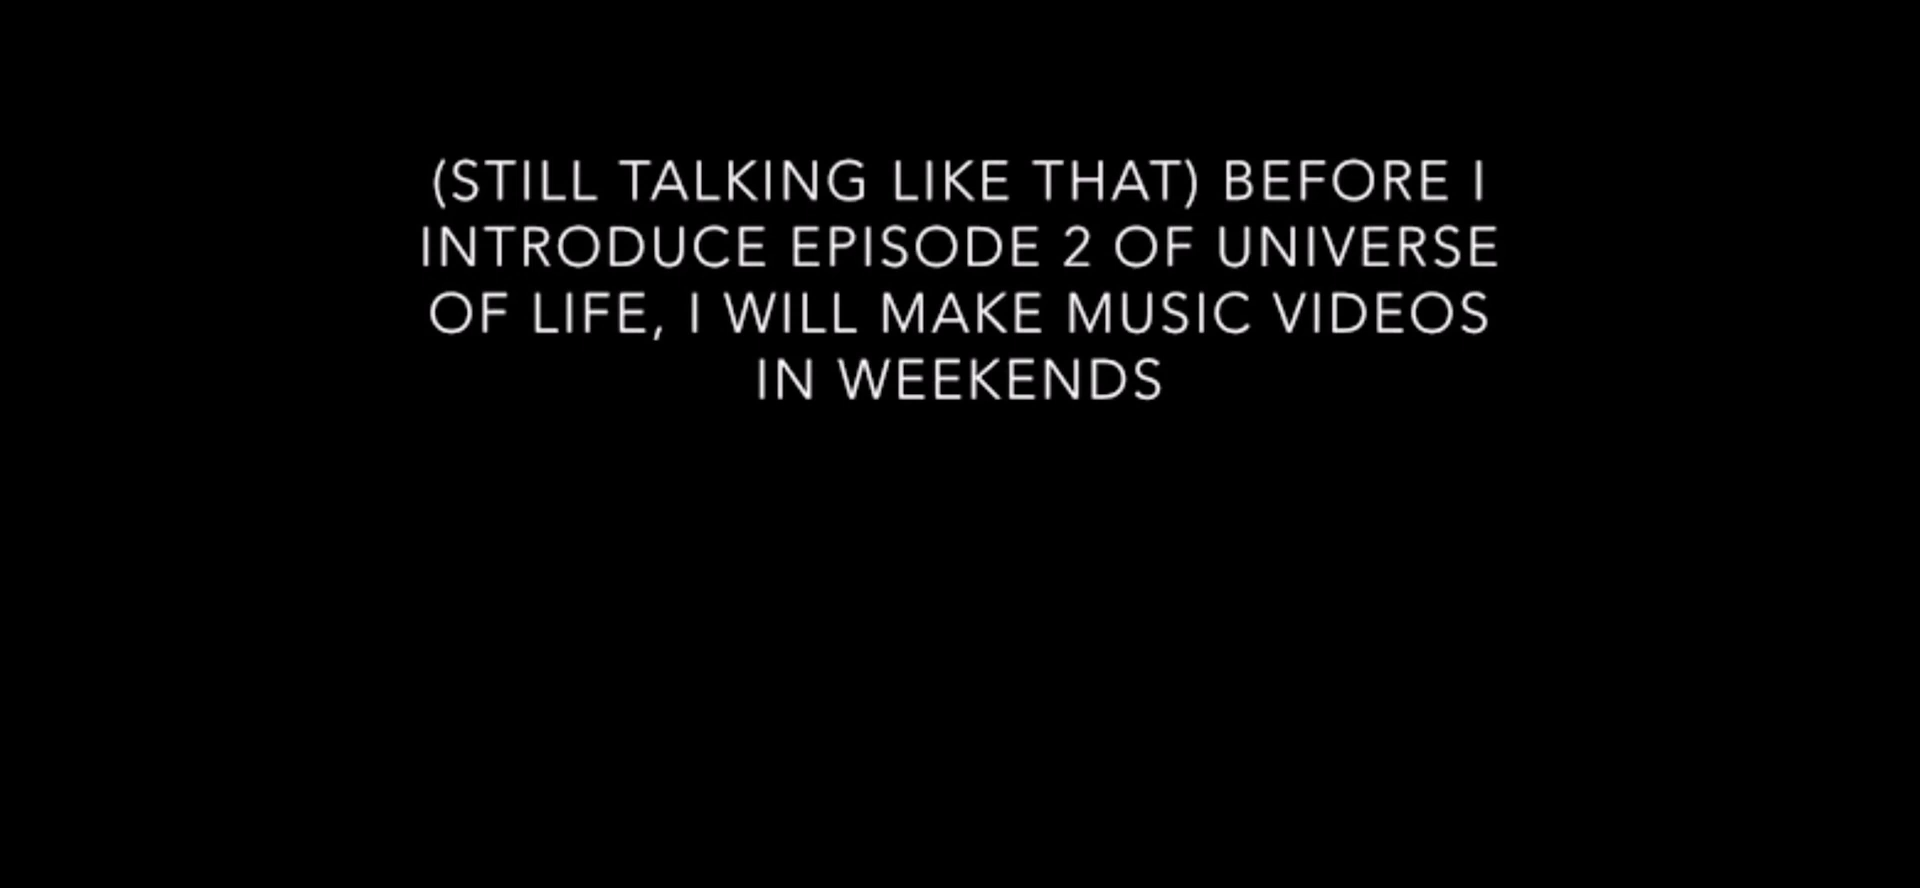 (STILL TALKING LIKE THAT) BEFORE I
INTRODUCE EPISODE 2 OF UNIVERSE
OF LIFE, I WILL MAKE MUSIC VIDEOS
IN WEEKENDS